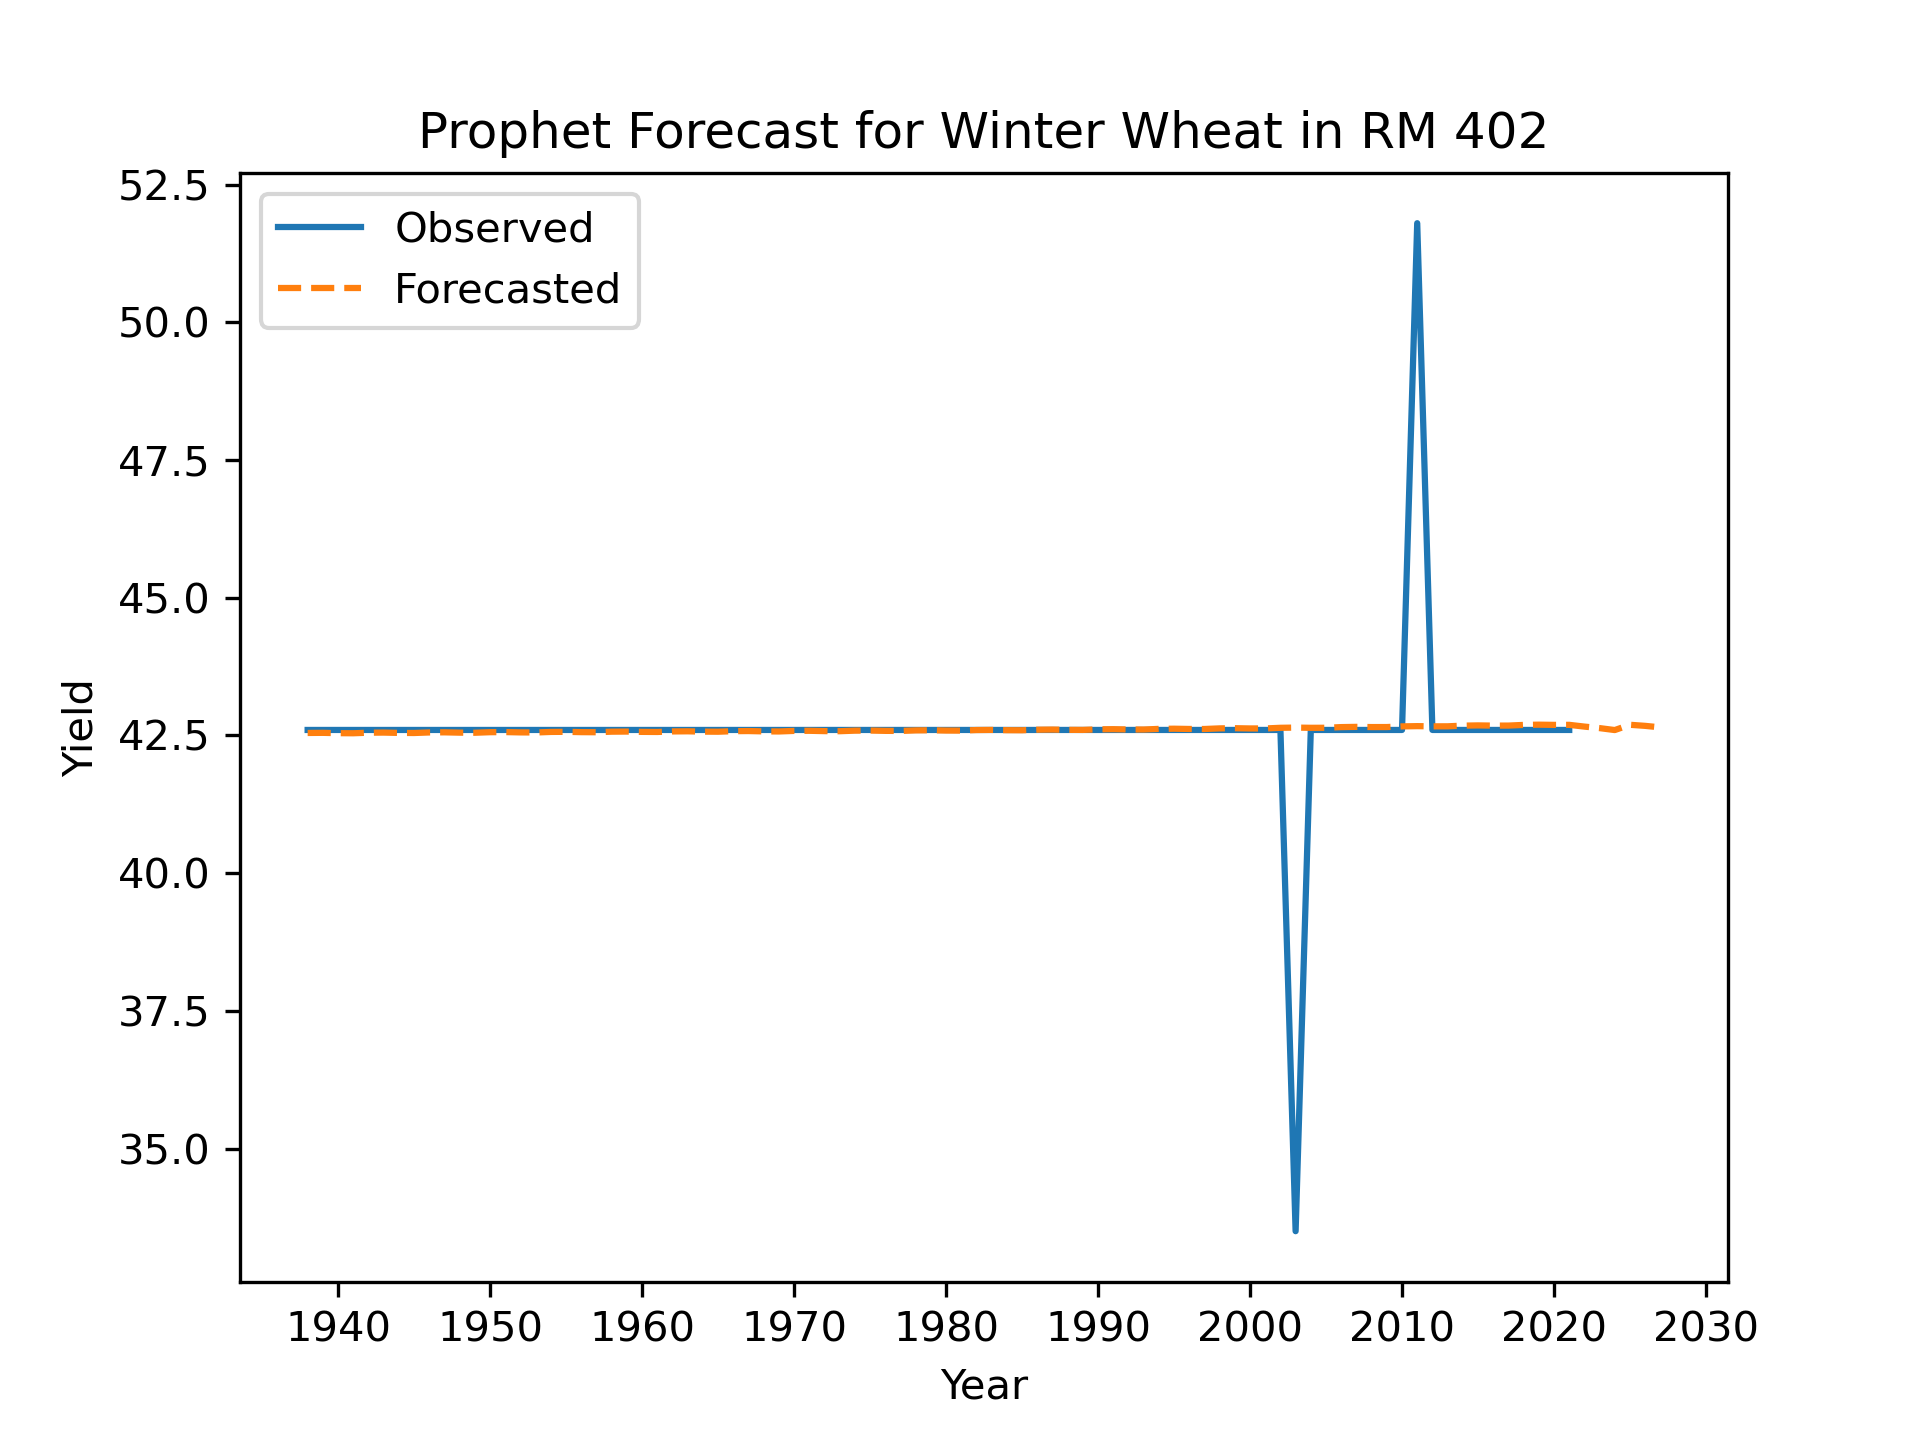 Prophet Forecast for Winter Wheat in RM 402
Observed
Forecasted
52.5
50.0
47.5
45.0
42.5
40.0
37.5
35.0
Yield
1940 1950 1960 1970 1980 1990 2000 2010 2020 2030
Year